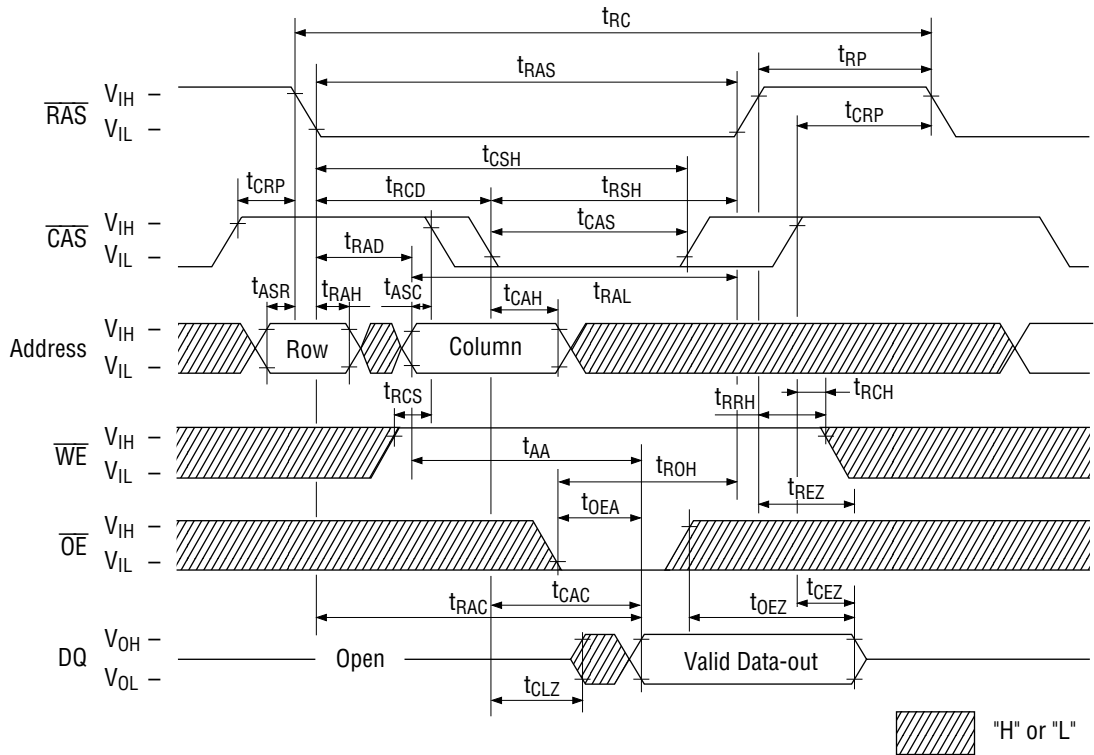 tRC
tRP
tRAS
RAS
VIH
VIL
tCRP
tCSH
tCRP
tRCD
tRSH
CAS
VIH
VIL
tCAS
tRAD
tRAL
tASR
tRAH
tASC
tCAH
Address
VIH
VIL
Row
Column
tRCS
tRRH
tRCH
WE
VIH
VIL
tAA
tROH
tREZ
tOEA
OE
VIH
VIL
tCAC
tCEZ
tRAC
tOEZ
DQ
VOH
VOL
Open
Valid Data-out
tCLZ
"H" or "L"